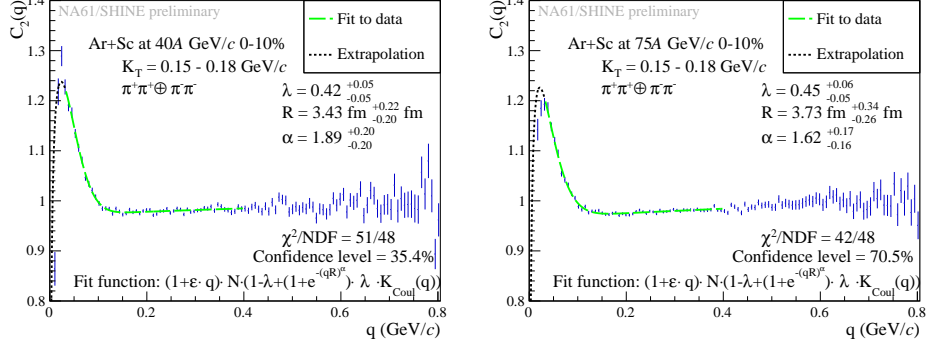 NA61/SHINE preliminary
C₂(q)
Fit to data
Extrapolation
Ar+Sc at 40A GeV/c 0-10%
K_T = 0.15 - 0.18 GeV/c
π⁺π⁺⊕ π⁻π⁻
λ = 0.42 +0.05 -0.05
R = 3.43 fm +0.22 -0.20 fm
α = 1.89 +0.20 -0.20
χ²/NDF = 51/48
Confidence level = 35.4%
Fit function: (1+ε· q)· N·(1-λ+(1+e^{-(qR)^α})· λ ·K_Coul(q))
1.4
1.3
1.2
1.1
1
0.9
0.8
0 0.2 0.4 0.6 0.8
q (GeV/c)
NA61/SHINE preliminary
C₂(q)
Fit to data
Extrapolation
Ar+Sc at 75A GeV/c 0-10%
K_T = 0.15 - 0.18 GeV/c
π⁺π⁺⊕ π⁻π⁻
λ = 0.45 +0.06 -0.05
R = 3.73 fm +0.34 -0.26 fm
α = 1.62 +0.17 -0.16
χ²/NDF = 42/48
Confidence level = 70.5%
Fit function: (1+ε· q)· N·(1-λ+(1+e^{-(qR)^α})· λ ·K_Coul(q))
1.4
1.3
1.2
1.1
1
0.9
0.8
0 0.2 0.4 0.6 0.8
q (GeV/c)